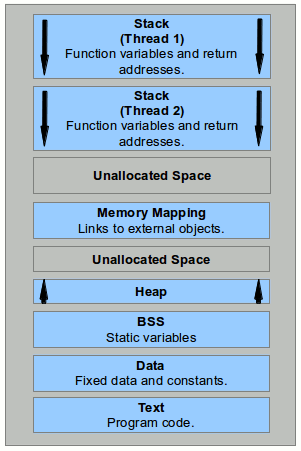 Stack
(Thread 1)
Function variables and return
addresses.
Stack
(Thread 2)
Function variables and return
addresses.
Unallocated Space
Memory Mapping
Links to external objects.
Unallocated Space
Heap
BSS
Static variables
Data
Fixed data and constants.
Text
Program code.